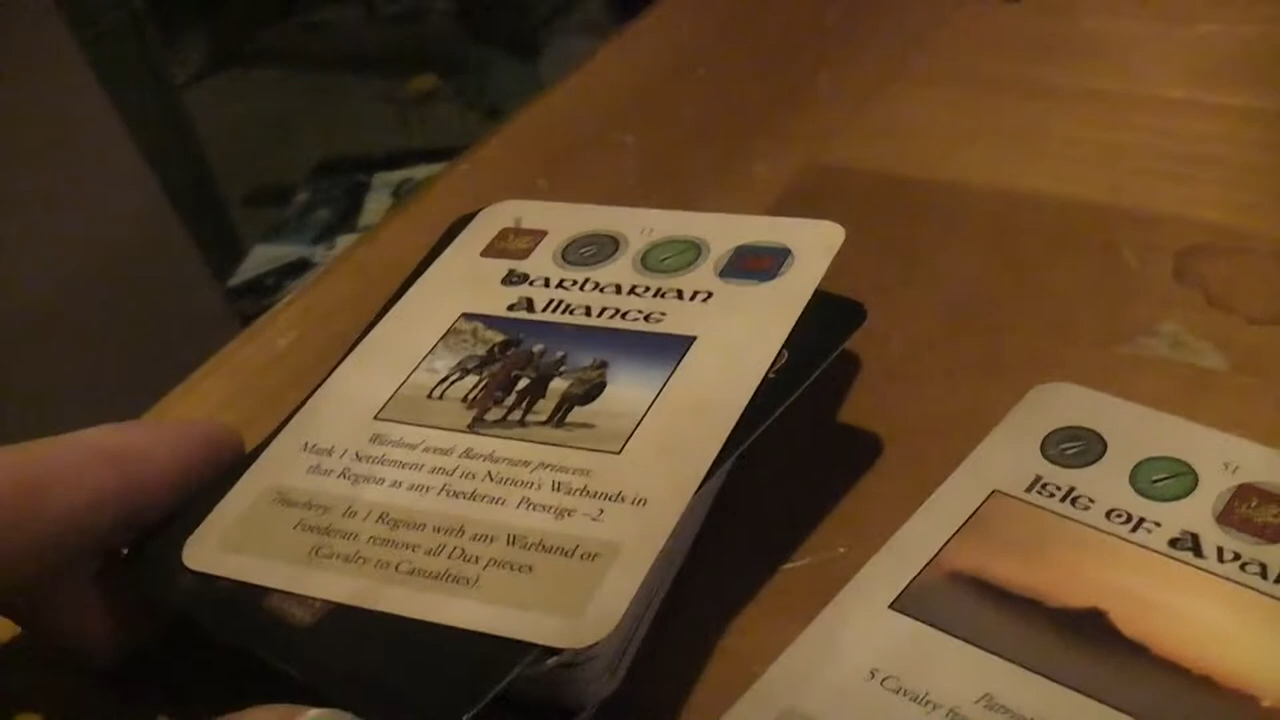 11
Barbarian
Alliance
Warlord weds Barbarian princess.
Mark 1 Settlement and its Nation's Warbands in
that Region as any Foederati. Prestige –2.
Treachery. In 1 Region with any Warband or
Foederati, remove all Dux pieces
(Cavalry to Casualties).
51
Isle of
5 Cavalry